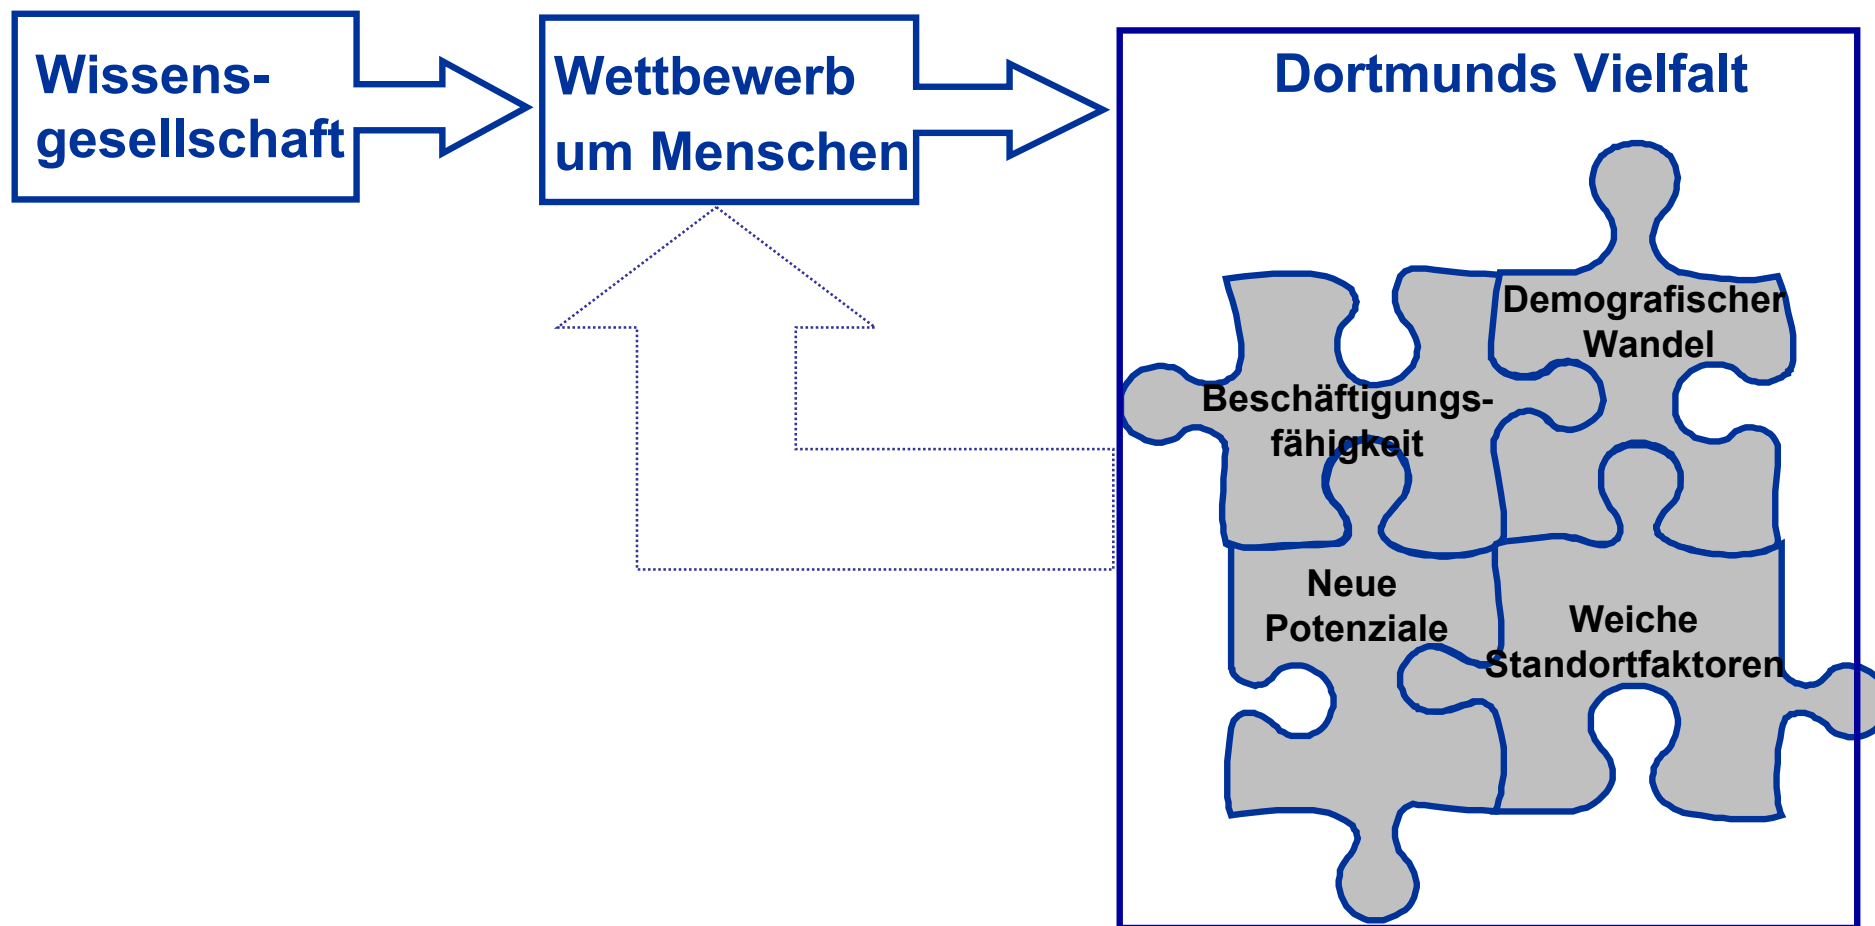 Wissens-
gesellschaft
Wettbewerb
um Menschen
Dortmunds Vielfalt
Demografischer
Wandel
Beschäftigungs-
fähigkeit
Neue
Potenziale
Weiche
Standortfaktoren